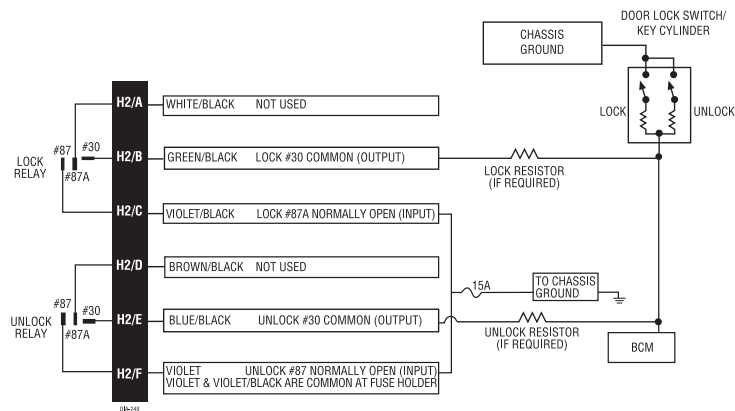 DOOR LOCK SWITCH/
KEY CYLINDER
CHASSIS
GROUND
LOCK
UNLOCK
H2/A
WHITE/BLACK NOT USED
#87
#30
LOCK
RELAY
#87A
H2/B
GREEN/BLACK LOCK #30 COMMON (OUTPUT)
LOCK RESISTOR
(IF REQUIRED)
H2/C
VIOLET/BLACK LOCK #87A NORMALLY OPEN (INPUT)
H2/D
BROWN/BLACK NOT USED
15A
TO CHASSIS
GROUND
#87
#30
UNLOCK
RELAY
#87A
H2/E
BLUE/BLACK UNLOCK #30 COMMON (OUTPUT)
UNLOCK RESISTOR
(IF REQUIRED)
BCM
H2/F
VIOLET UNLOCK #87 NORMALLY OPEN (INPUT)
VIOLET & VIOLET/BLACK ARE COMMON AT FUSE HOLDER
DIA-249